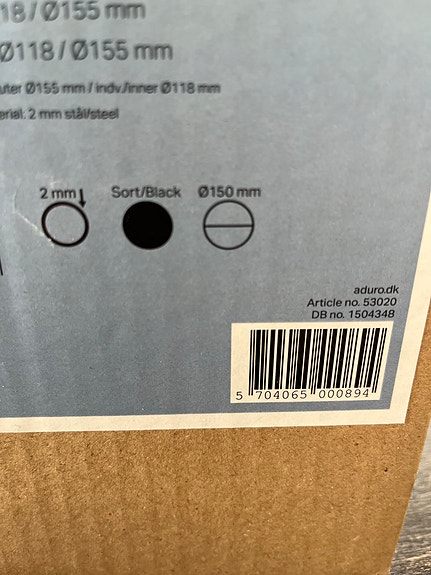 18/Ø155 mm
Ø118/Ø155 mm
uter Ø155 mm / indv./inner Ø118 mm
erial: 2 mm stål/steel
2 mm Sort/Black Ø150 mm
aduro.dk
Article no. 53020
DB no. 1504348
5 704065 000894